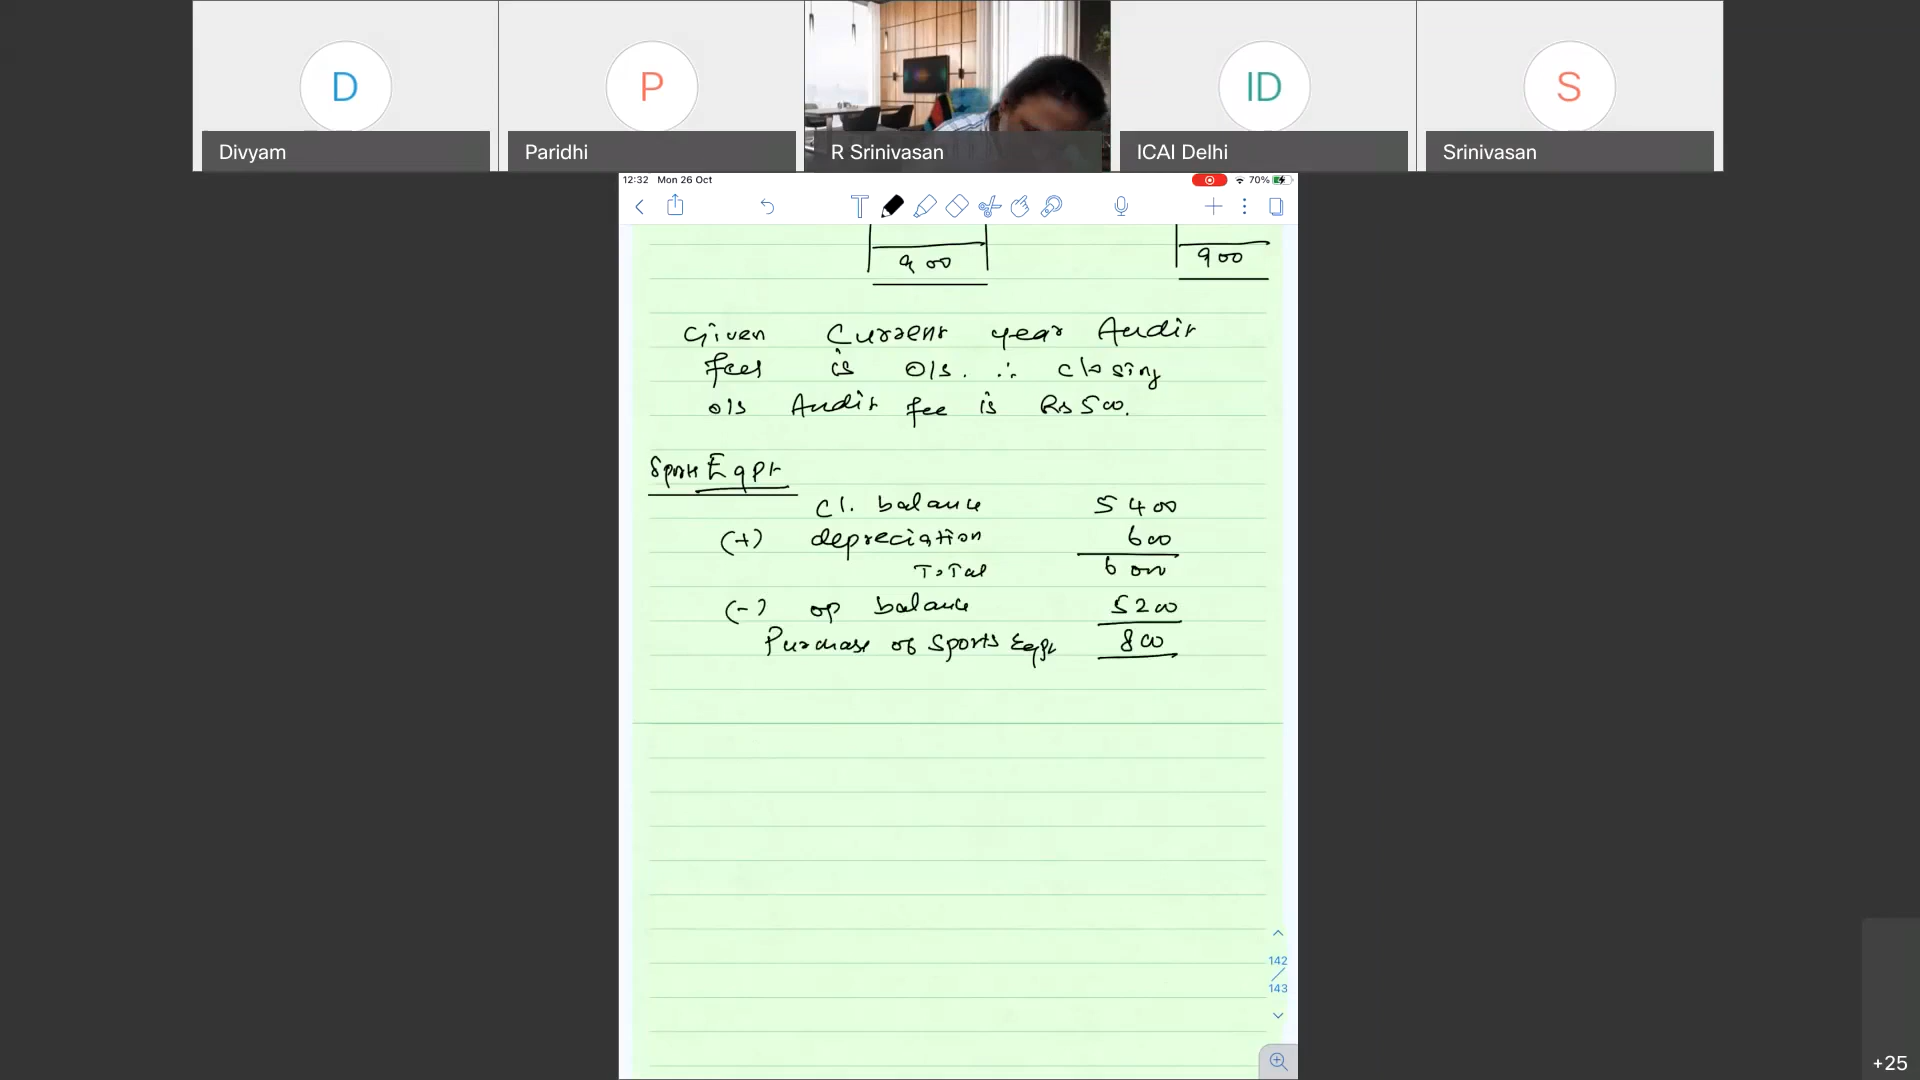 D
P
ID
S
Divyam
Paridhi
R Srinivasan
ICAI Delhi
Srinivasan
12:32 Mon 26 Oct
70%
T
900
900
Given Current year Audit
fees is O/s. ∴ closing
o/s Audit fee is Rs 500.
Sports Eqpt
Cl. balance 5400
(+) depreciation 600
Total 6000
(-) op balance 5200
Purchase of Sports Eqpt 800
142
/
143
+25